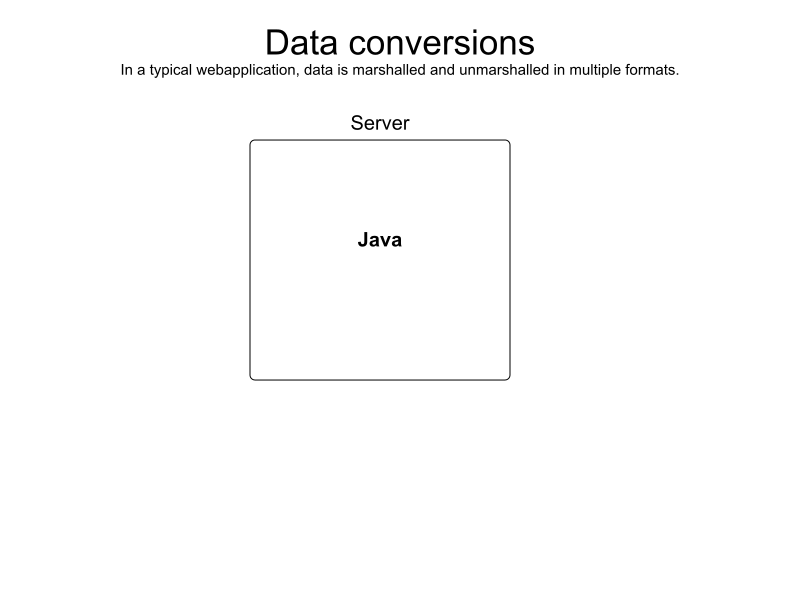 Data conversions
In a typical webapplication, data is marshalled and unmarshalled in multiple formats.
Server
Java